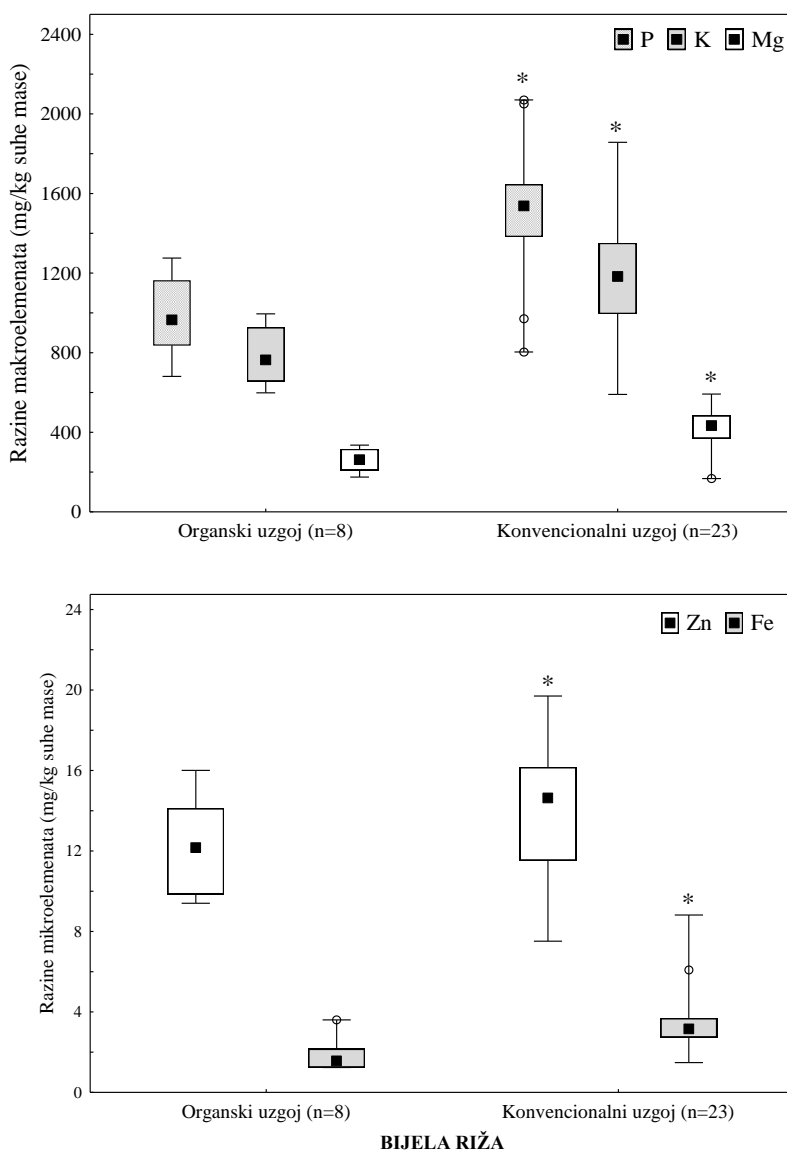 Razine makroelemenata (mg/kg suhe mase)
2400
2000
1600
1200
800
400
0
P K Mg
*
*
*
Organski uzgoj (n=8) Konvencionalni uzgoj (n=23)
Razine mikroelemenata (mg/kg suhe mase)
24
20
16
12
8
4
0
Zn Fe
*
*
Organski uzgoj (n=8) Konvencionalni uzgoj (n=23)
BIJELA RIŽA